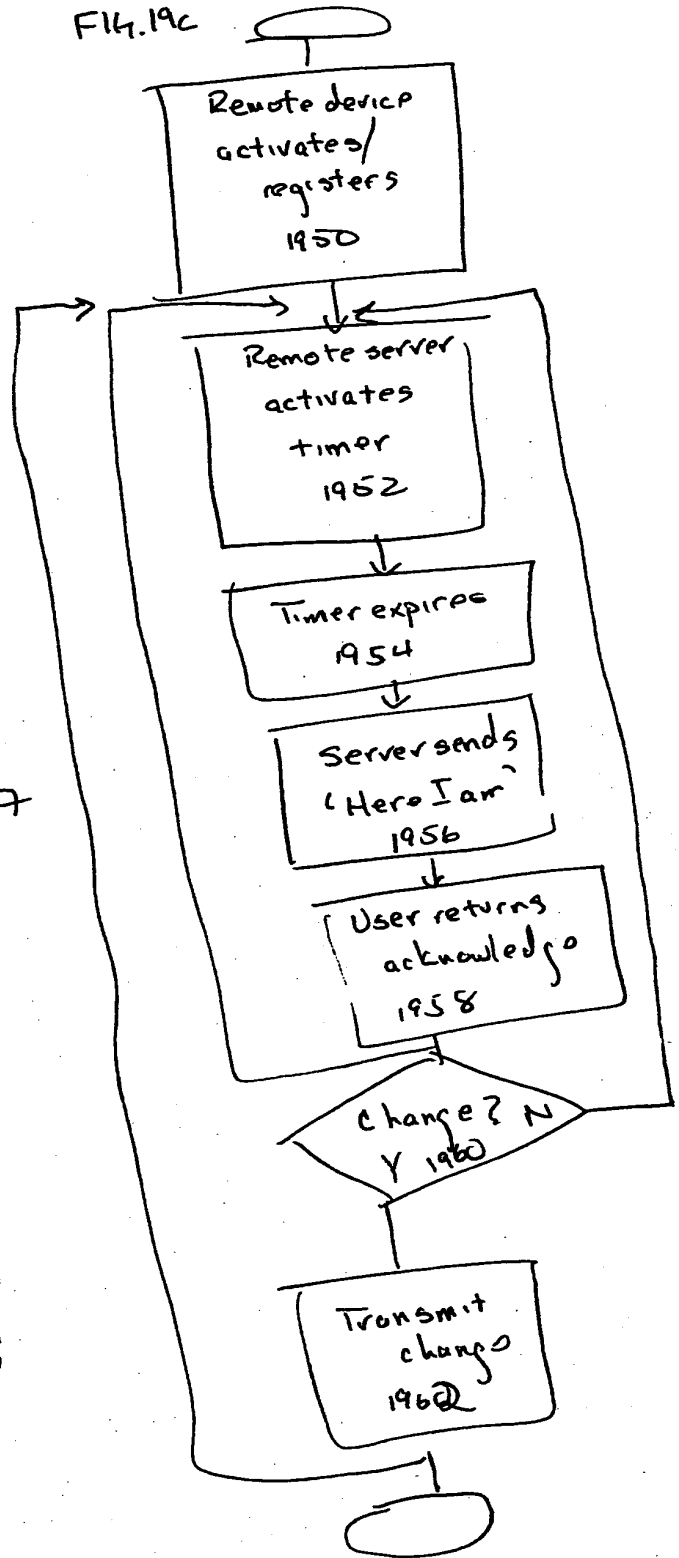 FIG.19c
Remote device
activates/
registers
1950
Remote server
activates
timer
1952
Timer expires
1954
Server sends
'Here I am'
1956
User returns
acknowledge
1958
Change? N
Y 1960
Transmit
change
1962